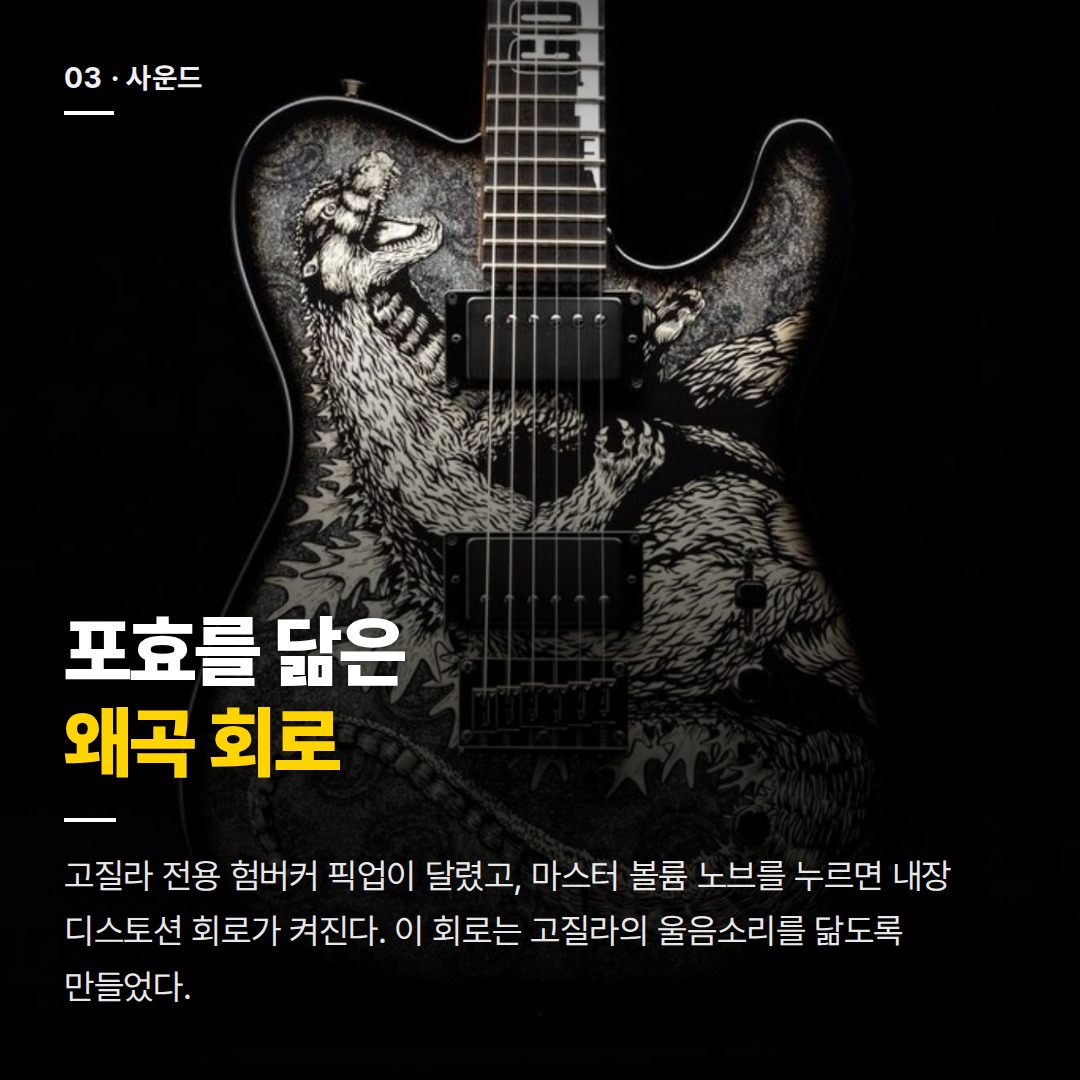 03 · 사운드
포효를 닮은
왜곡 회로
고질라 전용 험버커 픽업이 달렸고, 마스터 볼륨 노브를 누르면 내장
디스토션 회로가 켜진다. 이 회로는 고질라의 울음소리를 닮도록
만들었다.